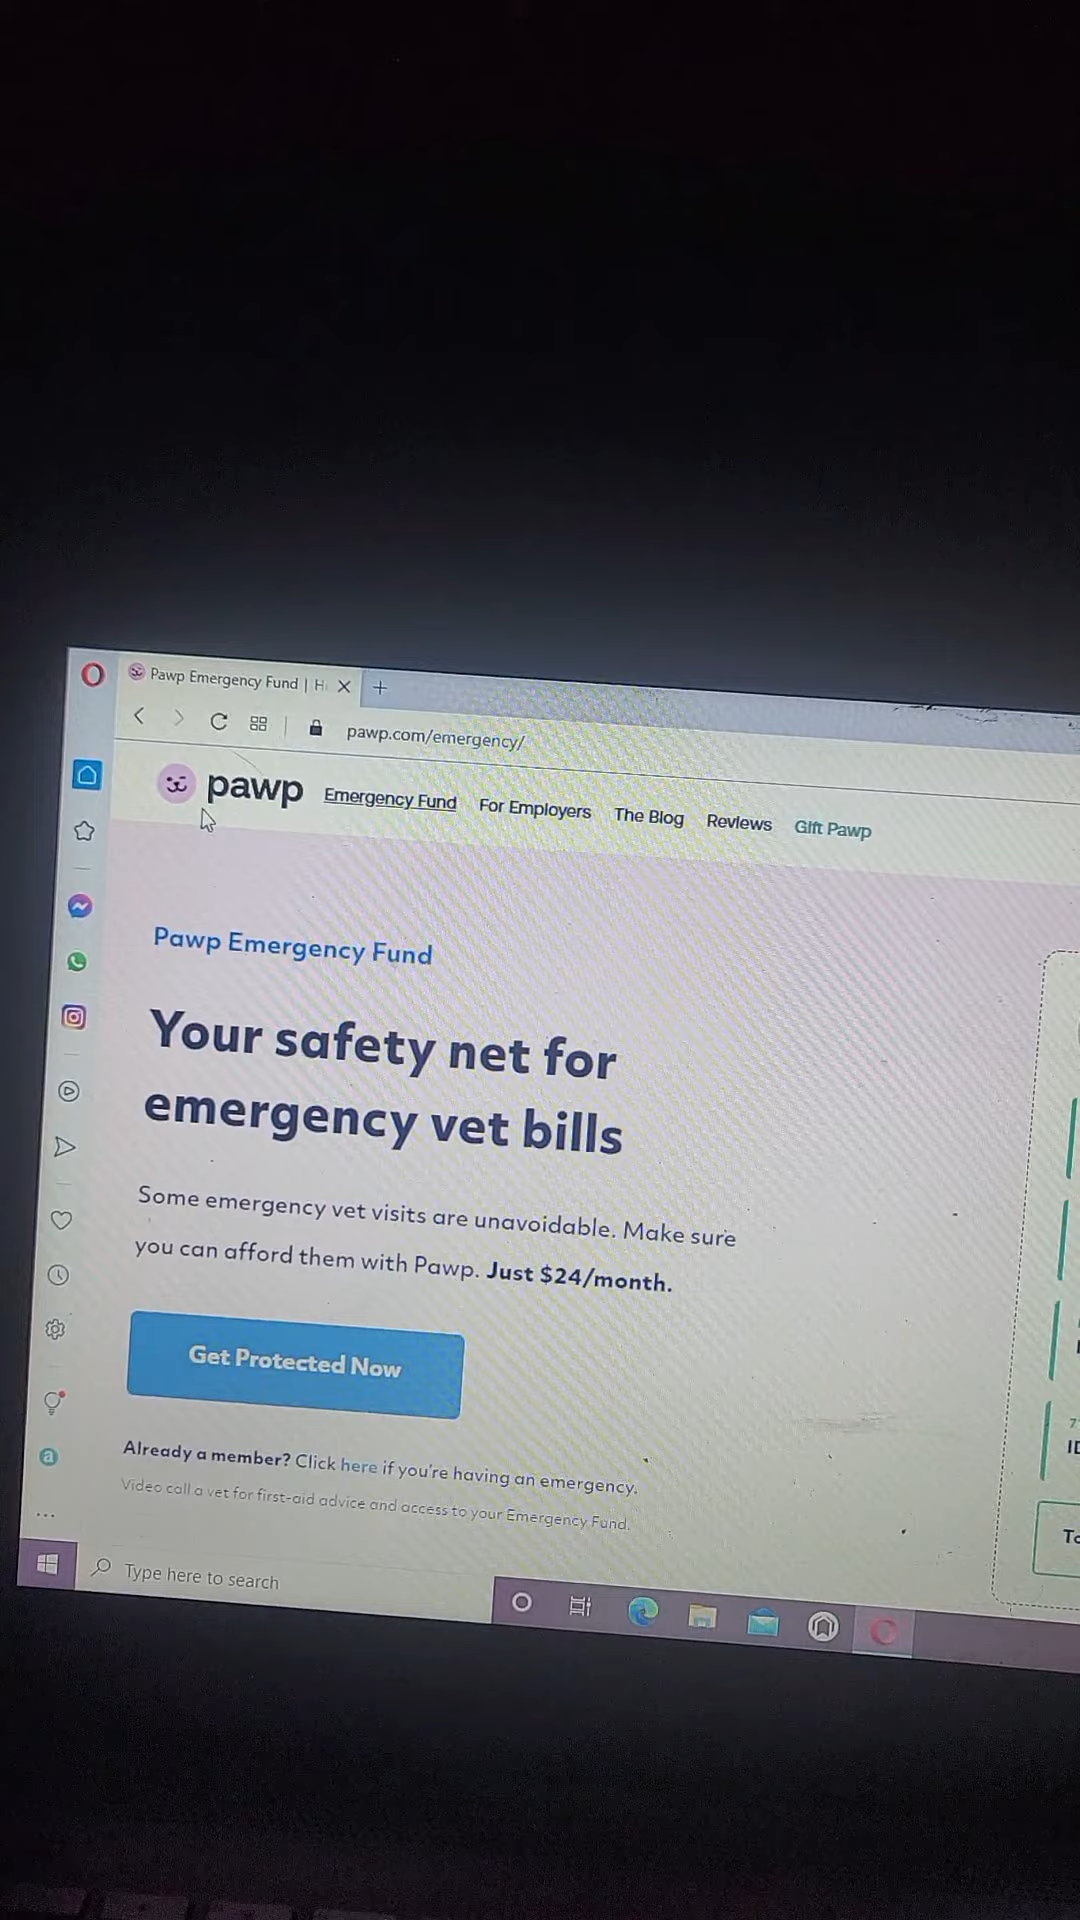 Pawp Emergency Fund | H
pawp.com/emergency/
pawp
Emergency Fund
For Employers
The Blog
Reviews
Gift Pawp
Pawp Emergency Fund
Your safety net for
emergency vet bills
Some emergency vet visits are unavoidable. Make sure
you can afford them with Pawp. Just $24/month.
Get Protected Now
Already a member? Click here if you're having an emergency.
Video call a vet for first-aid advice and access to your Emergency Fund.
Type here to search